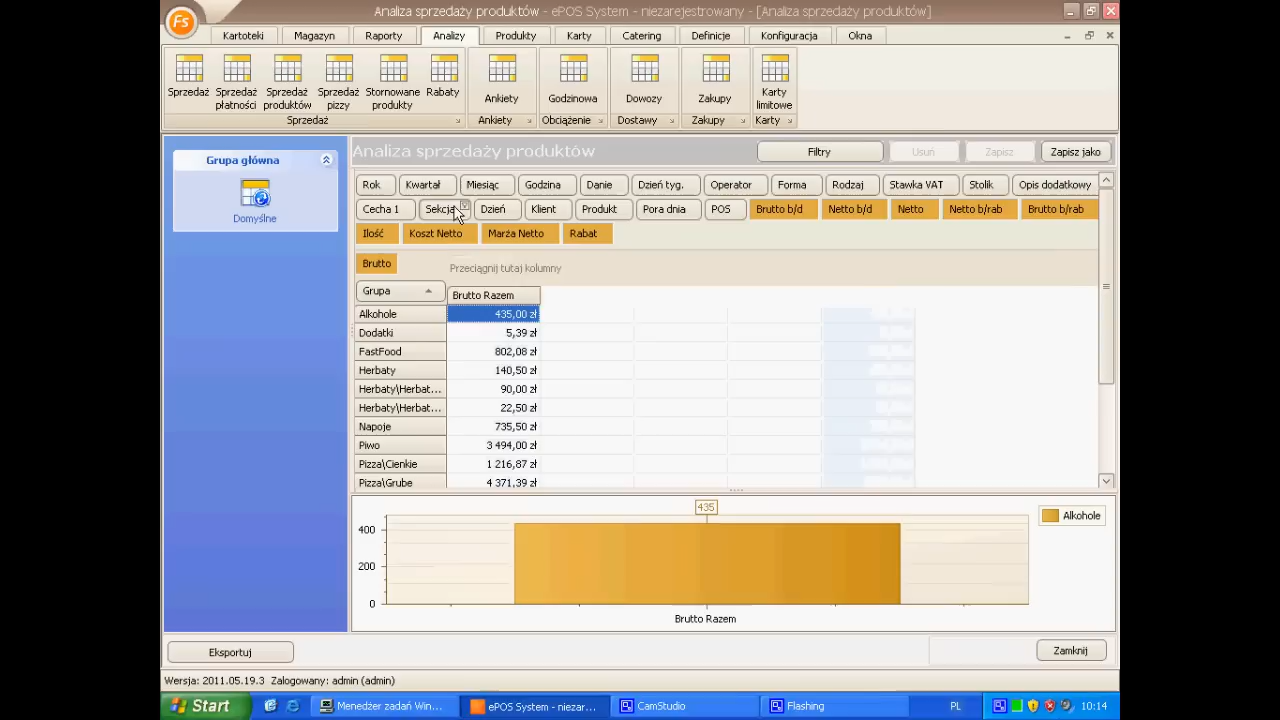 Analiza sprzedaży produktów - ePOS System - niezarejestrowany - [Analiza sprzedaży produktów]
Fs
Kartoteki Magazyn Raporty Analizy Produkty Karty Catering Definicje Konfiguracja Okna
Sprzedaż Sprzedaż płatności Sprzedaż produktów Sprzedaż pizzy Stornowane produkty Rabaty Ankiety Godzinowa Dowozy Zakupy Karty limitowe
Sprzedaż Ankiety Obciążenie Dostawy Zakupy Karty
Grupa główna
Domyślne
Analiza sprzedaży produktów Filtry Usuń Zapisz Zapisz jako
Rok Kwartał Miesiąc Godzina Danie Dzień tyg. Operator Forma Rodzaj Stawka VAT Stolik Opis dodatkowy
Cecha 1 Sekcja Dzień Klient Produkt Pora dnia POS Brutto b/d Netto b/d Netto Netto b/rab Brutto b/rab
Ilość Koszt Netto Marża Netto Rabat
Brutto Przeciągnij tutaj kolumny
Grupa Brutto Razem
Alkohole 435,00 zł
Dodatki 5,39 zł
FastFood 802,08 zł
Herbaty 140,50 zł
Herbaty\Herbat... 90,00 zł
Herbaty\Herbat... 22,50 zł
Napoje 735,50 zł
Piwo 3 494,00 zł
Pizza\Cienkie 1 216,87 zł
Pizza\Grube 4 371,39 zł
435
Alkohole
400
200
0
Brutto Razem
Eksportuj Zamknij
Wersja: 2011.05.19.3 Zalogowany: admin (admin)
Start Menedżer zadań Win... ePOS System - niezar... CamStudio Flashing PL 10:14